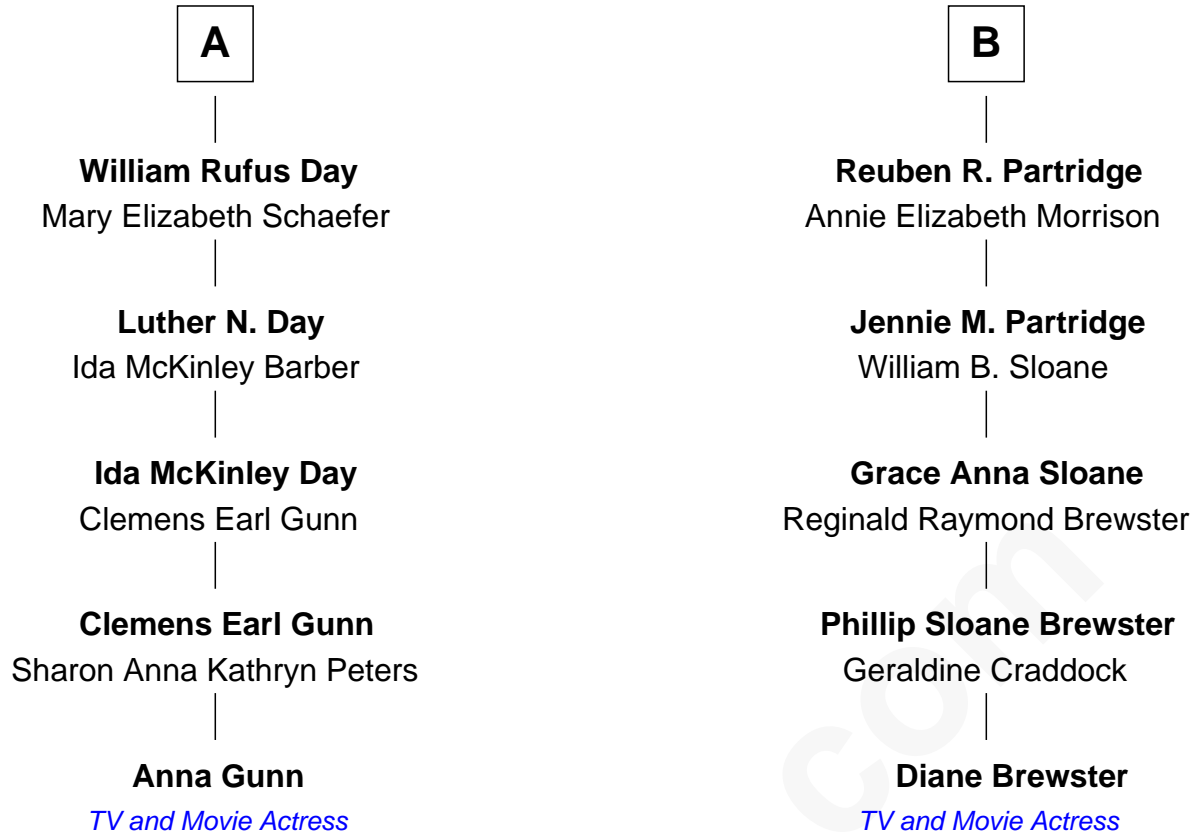 A
William Rufus Day
Mary Elizabeth Schaefer
Luther N. Day
Ida McKinley Barber
Ida McKinley Day
Clemens Earl Gunn
Clemens Earl Gunn
Sharon Anna Kathryn Peters
Anna Gunn
TV and Movie Actress
B
Reuben R. Partridge
Annie Elizabeth Morrison
Jennie M. Partridge
William B. Sloane
Grace Anna Sloane
Reginald Raymond Brewster
Phillip Sloane Brewster
Geraldine Craddock
Diane Brewster
TV and Movie Actress
com